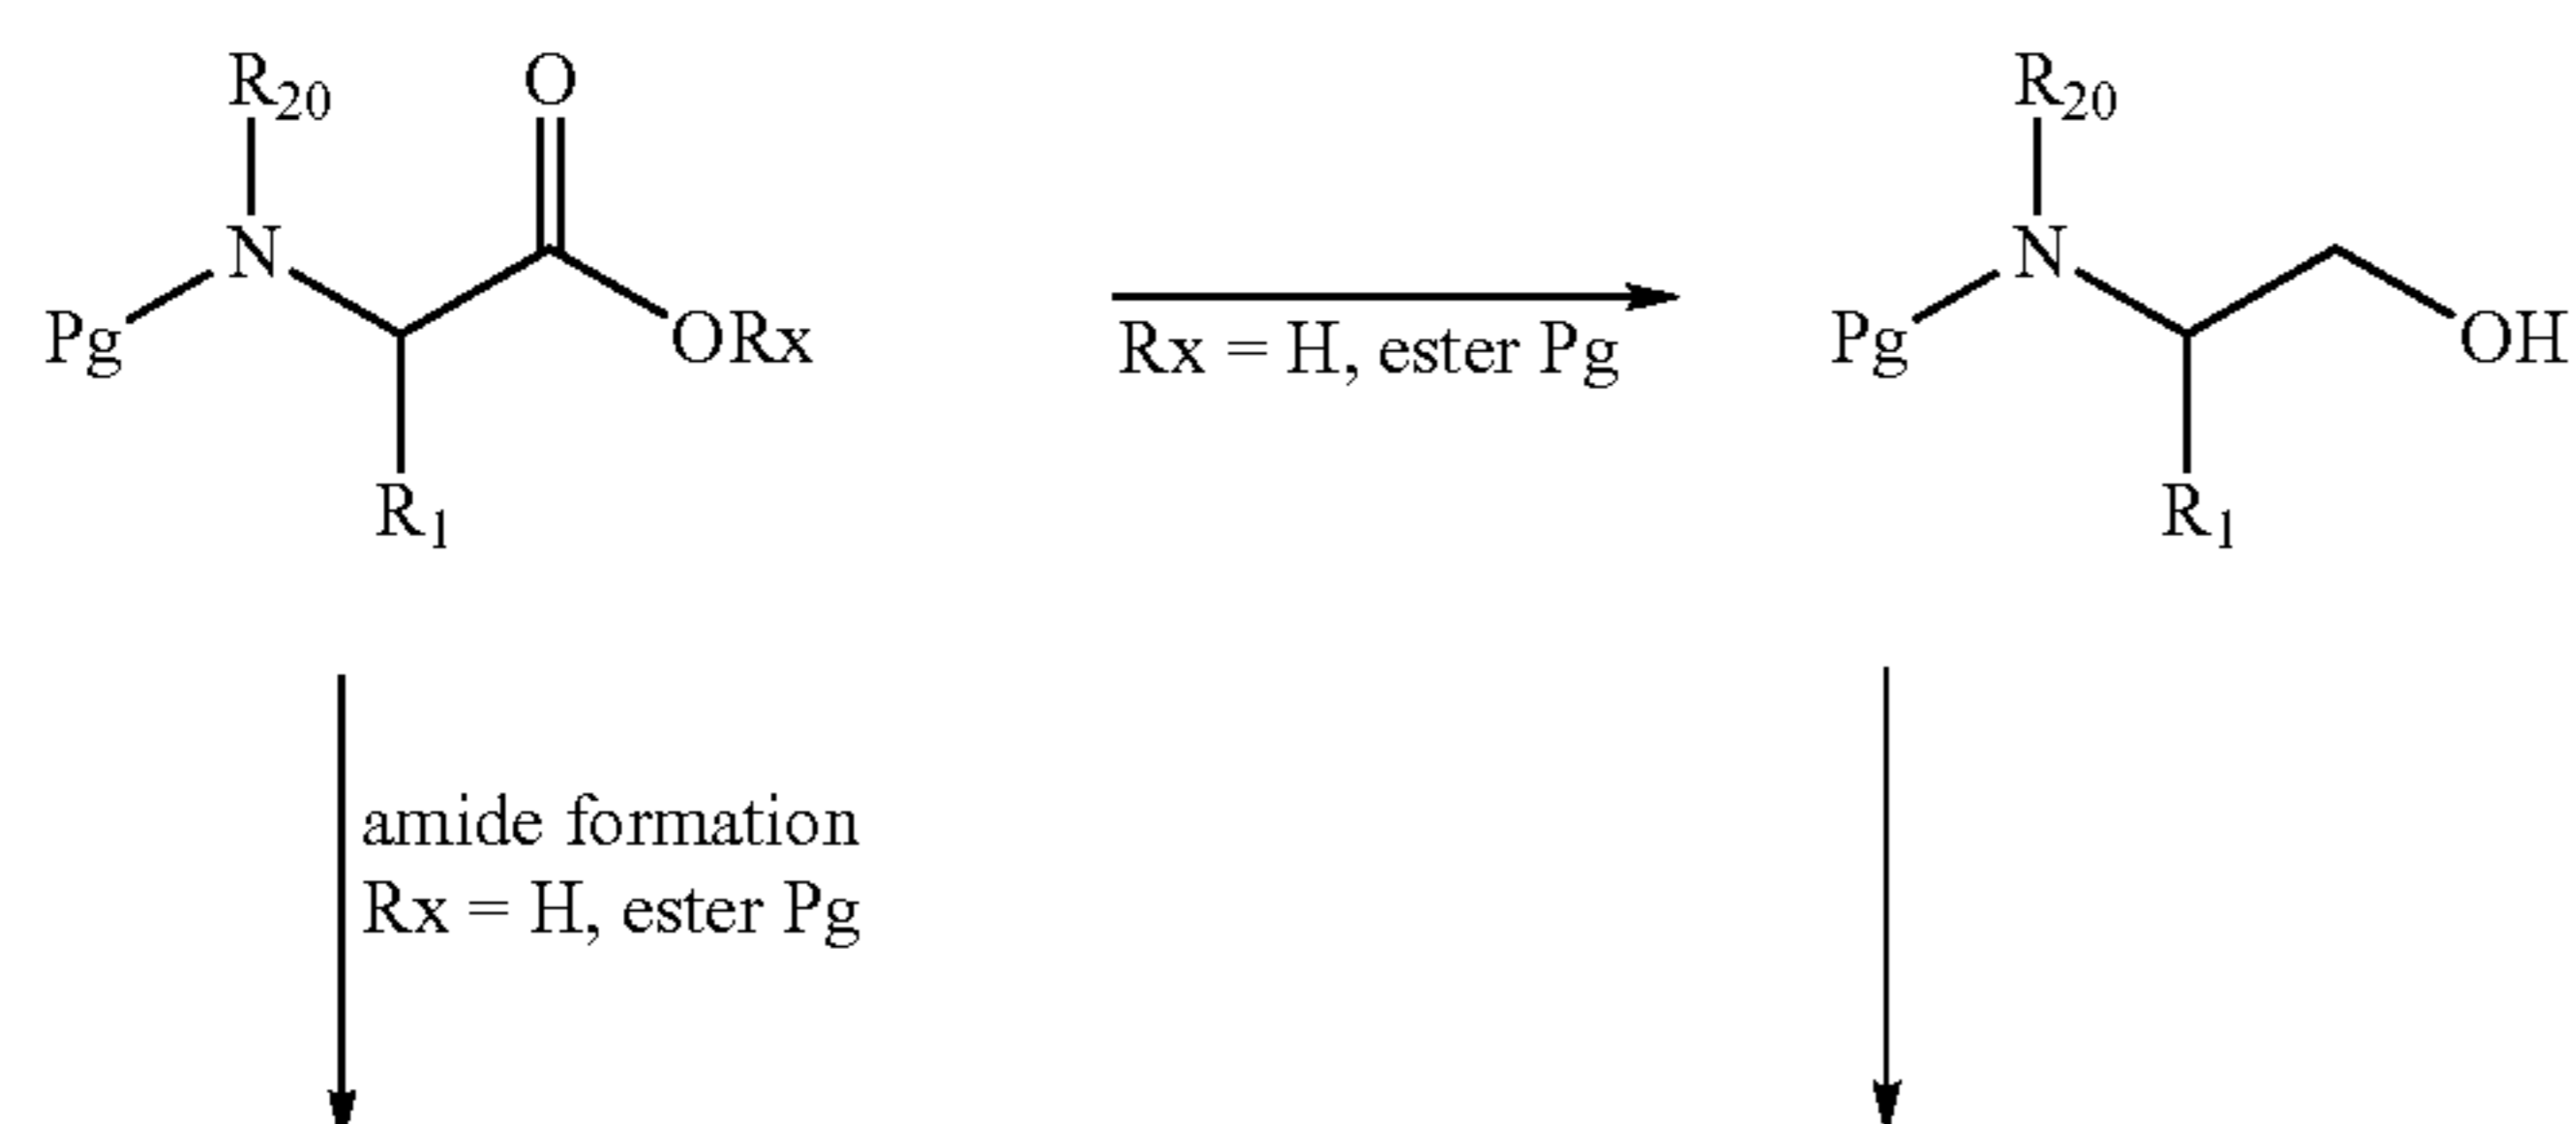 R20
O
N
Pg
ORx
R1
Rx = H, ester Pg
R20
N
Pg
OH
R1
amide formation
Rx = H, ester Pg